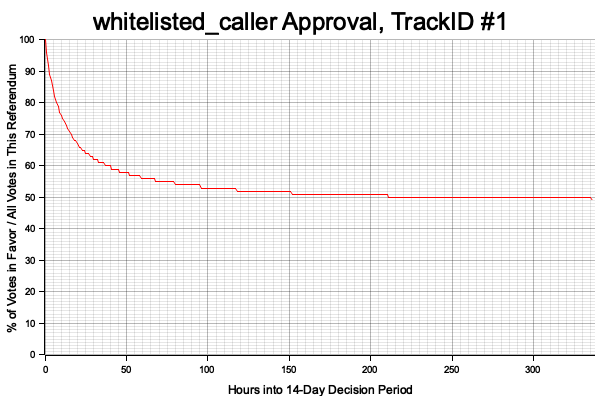 whitelisted_caller Approval, TrackID #1
% of Votes in Favor / All Votes in This Referendum
100
90
80
70
60
50
40
30
20
10
0
0 50 100 150 200 250 300
Hours into 14-Day Decision Period